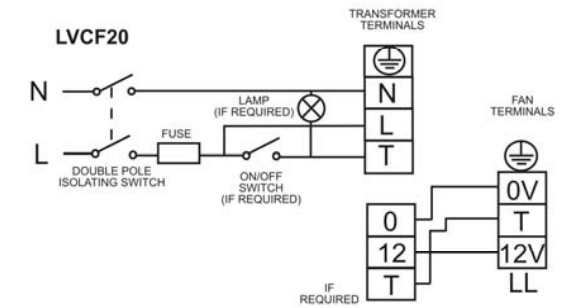 TRANSFORMER
TERMINALS
LVCF20
N
N
LAMP
(IF REQUIRED)
FAN
TERMINALS
L
FUSE
L
T
DOUBLE POLE
ISOLATING SWITCH
ON/OFF
SWITCH
(IF REQUIRED)
0V
0
T
12
12V
T
LL
IF
REQUIRED